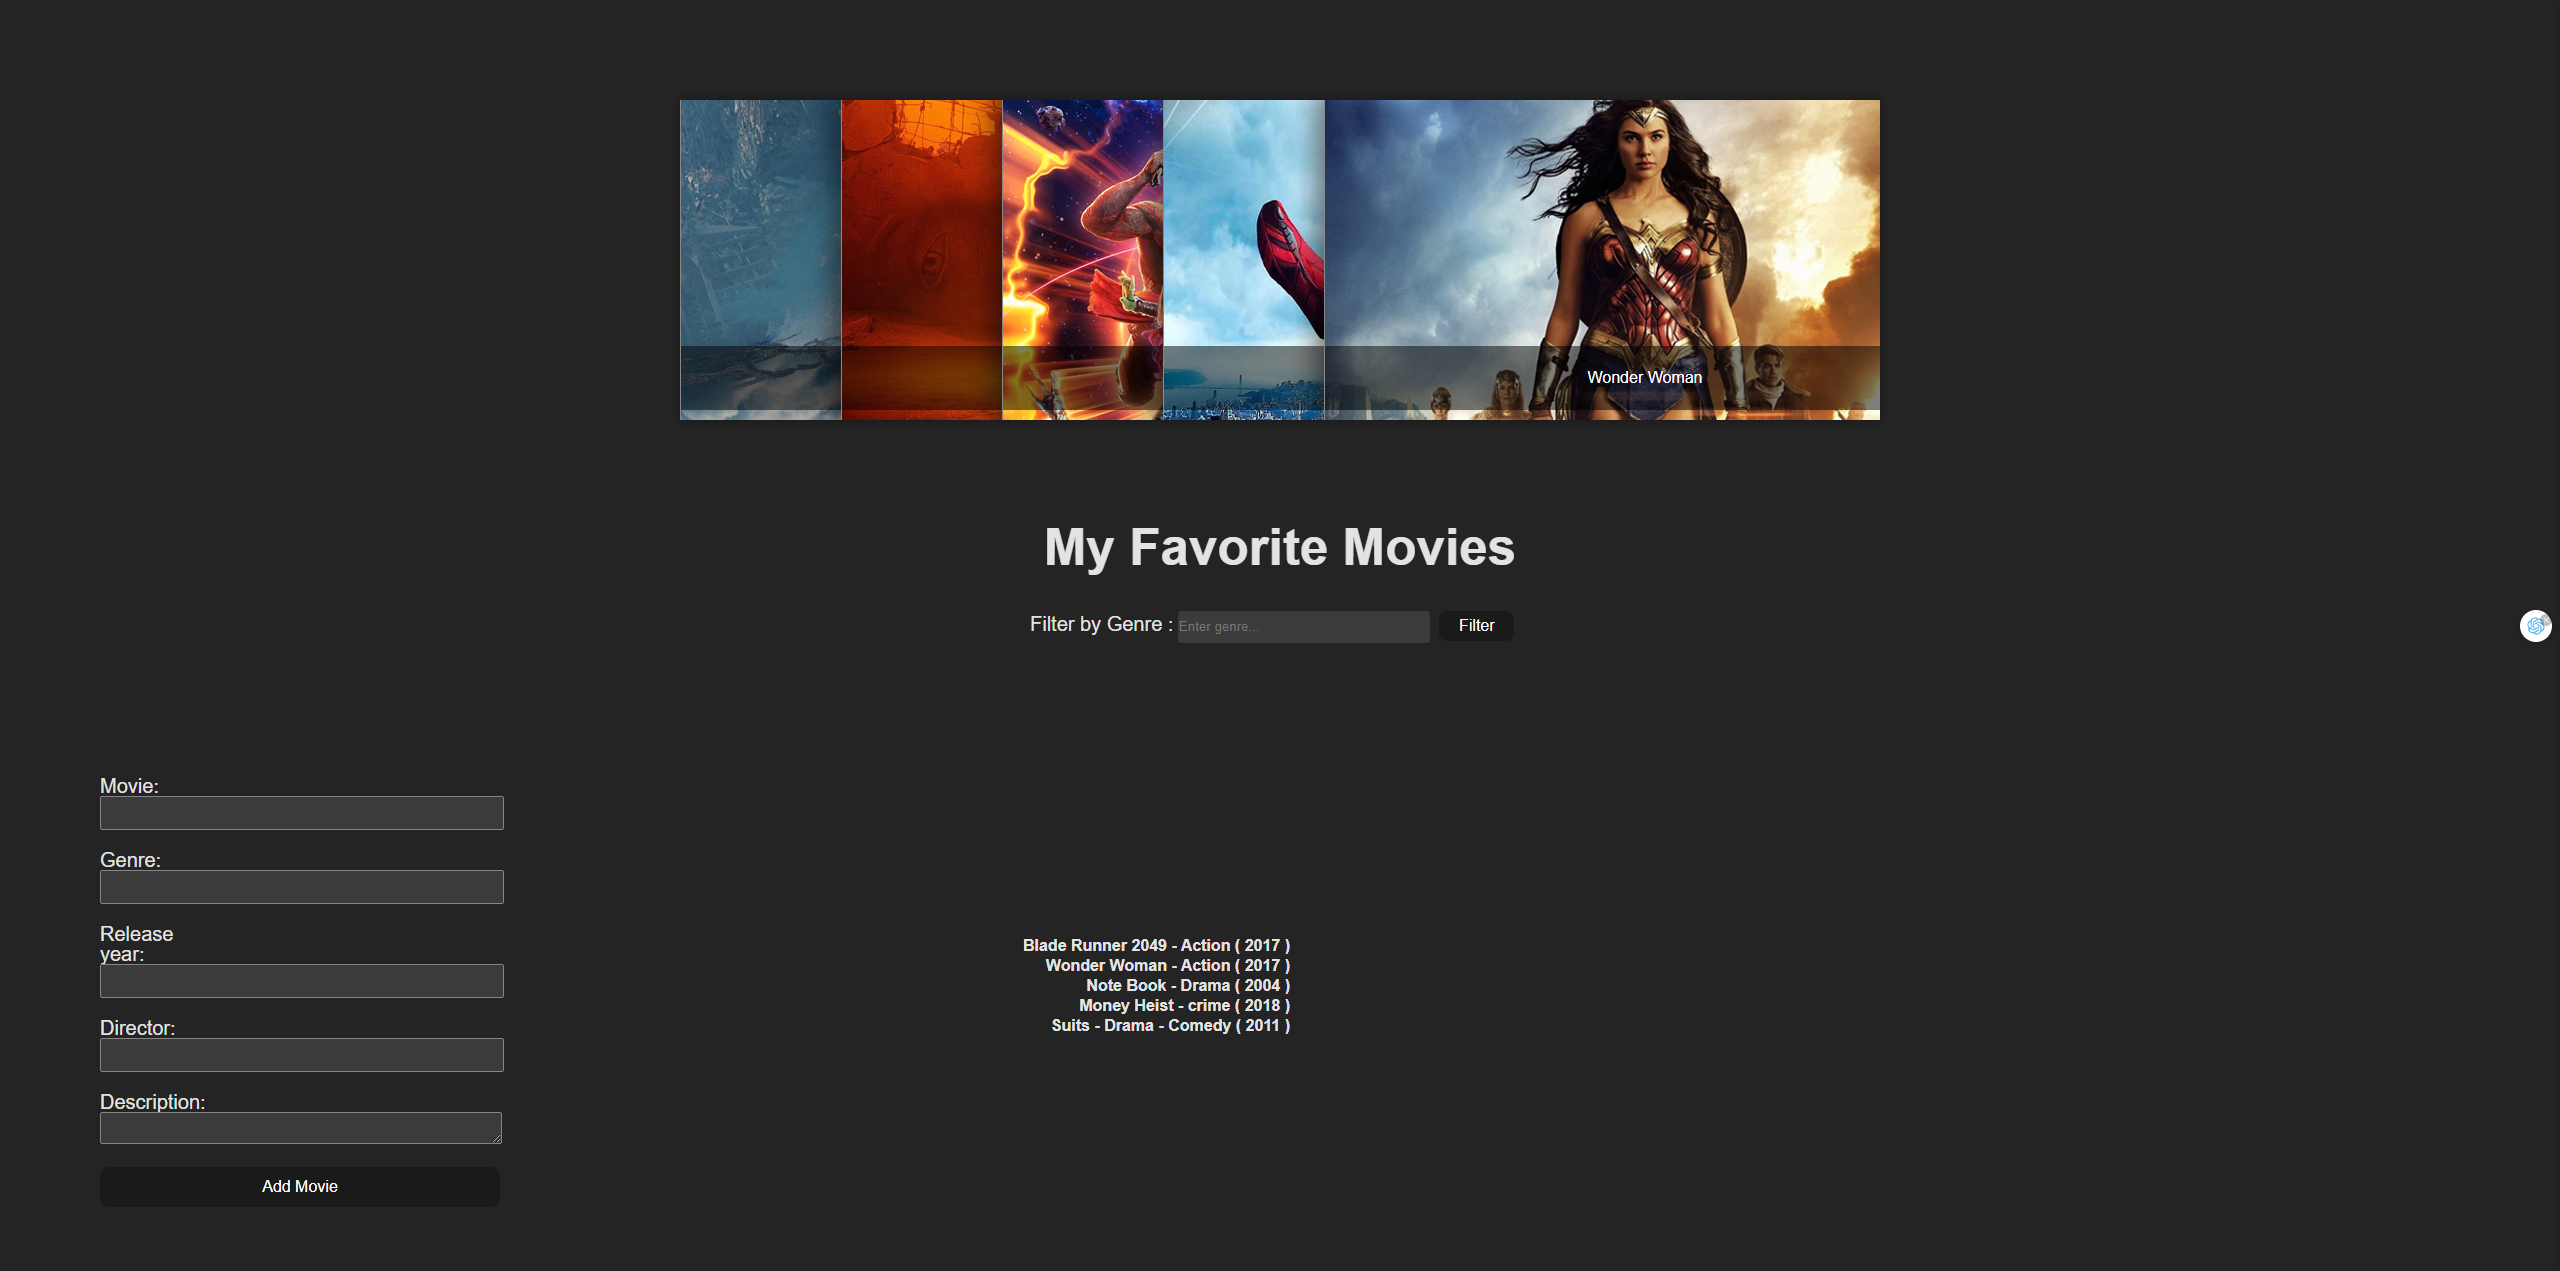 Wonder Woman
My Favorite Movies
Filter by Genre : Enter genre... Filter
Movie:
Genre:
Release
year:
Director:
Description:
Add Movie
Blade Runner 2049 - Action ( 2017 )
Wonder Woman - Action ( 2017 )
Note Book - Drama ( 2004 )
Money Heist - crime ( 2018 )
Suits - Drama - Comedy ( 2011 )